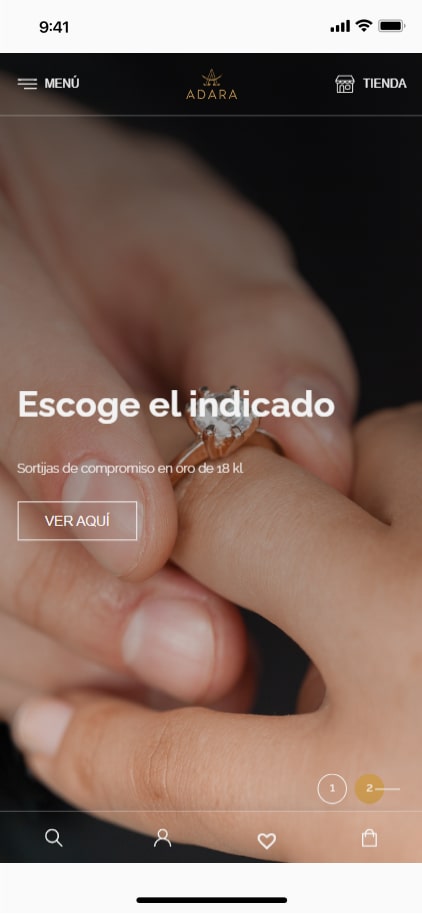 9:41
MENÚ
ADARA
TIENDA
Escoge el indicado
Sortijas de compromiso en oro de 18 kl
VER AQUÍ
1
2